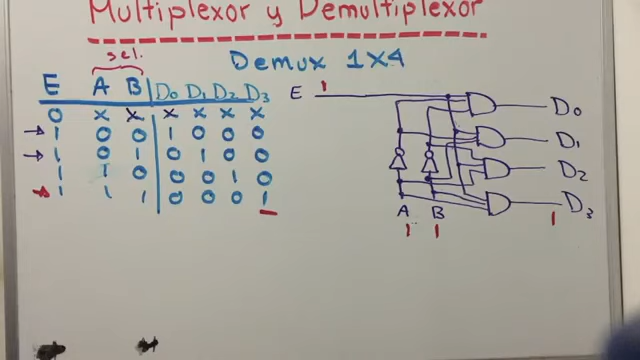 Multiplexor y Demultiplexor
sel.
Demux 1X4
E A B D0 D1 D2 D3
0 X X X X X X
1 0 0 1 0 0 0
1 0 1 0 1 0 0
1 1 0 0 0 1 0
1 1 1 0 0 0 1
E 1 D0
D1
D2
D3
A B 1
1 1